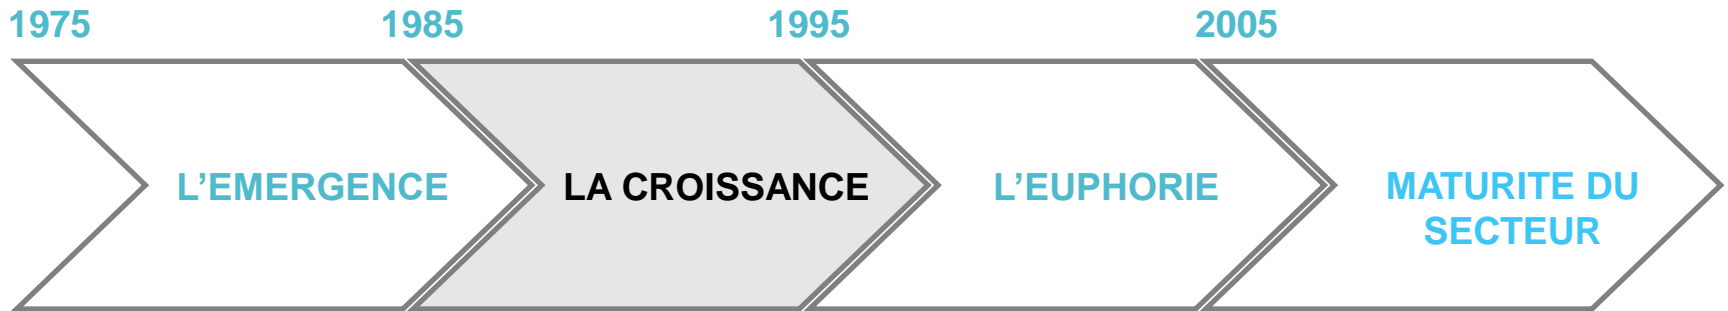 1975 1985 1995 2005
L’EMERGENCE LA CROISSANCE L’EUPHORIE MATURITE DU
SECTEUR